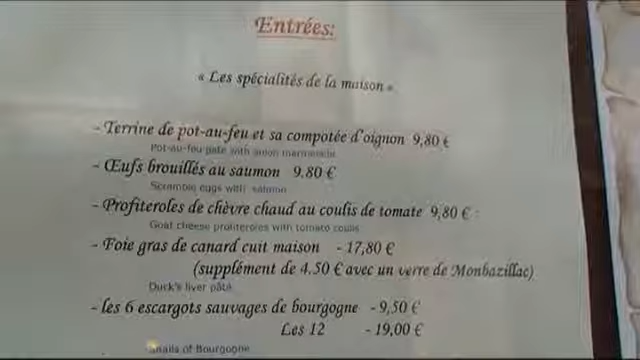 Entrées:
« Les spécialités de la maison »
- Terrine de pot-au-feu et sa compotée d'oignon 9,80 €
Pot-au-feu pate with onion marmelade
- Œufs brouillés au saumon 9.80 €
Scramble eggs with salmon
- Profiteroles de chèvre chaud au coulis de tomate 9,80 €
Goat cheese profiteroles with tomato coulis
- Foie gras de canard cuit maison - 17,80 €
(supplément de 4.50 € avec un verre de Monbazillac)
Duck's liver pâté
- les 6 escargots sauvages de bourgogne - 9,50 €
Les 12 - 19,00 €
Snails of Bourgogne